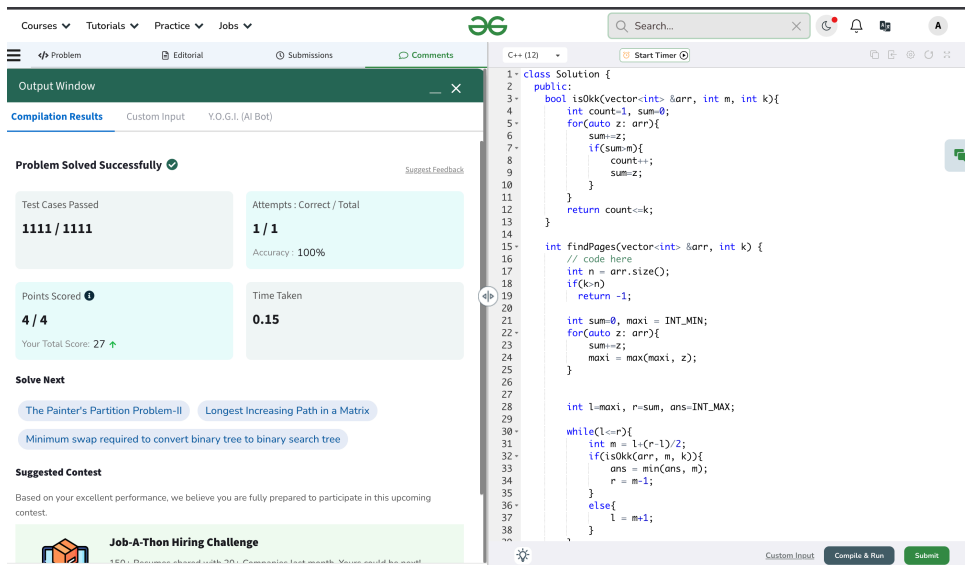 Courses Tutorials Practice Jobs Search... A
Problem Editorial Submissions Comments
Output Window
Compilation Results Custom Input Y.O.G.I. (AI Bot)
Problem Solved Successfully
Suggest Feedback
Test Cases Passed
1111 / 1111
Attempts : Correct / Total
1 / 1
Accuracy : 100%
Points Scored
4 / 4
Your Total Score: 27
Time Taken
0.15
Solve Next
The Painter's Partition Problem-II Longest Increasing Path in a Matrix
Minimum swap required to convert binary tree to binary search tree
Suggested Contest
Based on your excellent performance, we believe you are fully prepared to participate in this upcoming
contest.
Job-A-Thon Hiring Challenge
C++ (12) Start Timer
1 class Solution {
2 public:
3 bool isOkk(vector<int> &arr, int m, int k){
4 int count=1, sum=0;
5 for(auto z: arr){
6 sum+=z;
7 if(sum>m){
8 count++;
9 sum=z;
10 }
11 }
12 return count<=k;
13 }
14
15 int findPages(vector<int> &arr, int k) {
16 // code here
17 int n = arr.size();
18 if(k>n)
19 return -1;
20
21 int sum=0, maxi = INT_MIN;
22 for(auto z: arr){
23 sum+=z;
24 maxi = max(maxi, z);
25 }
26
27
28 int l=maxi, r=sum, ans=INT_MAX;
29
30 while(l<=r){
31 int m = l+(r-l)/2;
32 if(isOkk(arr, m, k)){
33 ans = min(ans, m);
34 r = m-1;
35 }
36 else{
37 l = m+1;
38 }
Custom Input Compile & Run Submit